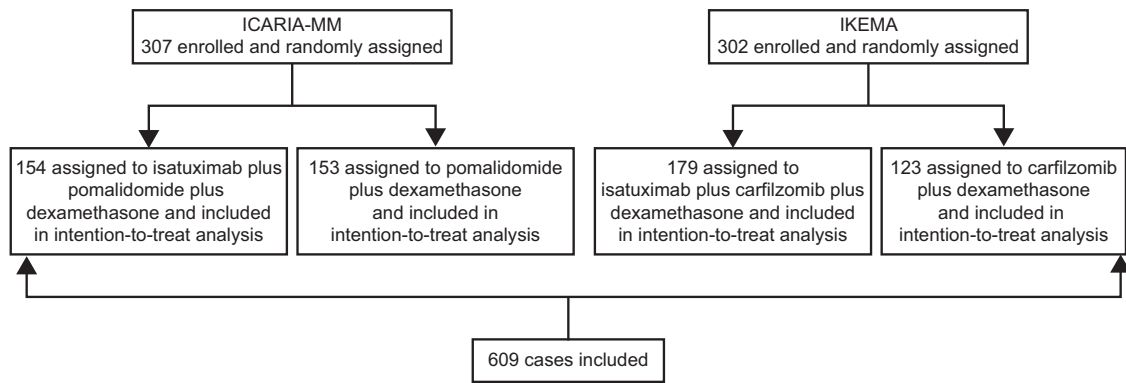 ICARIA-MM
307 enrolled and randomly assigned
IKEMA
302 enrolled and randomly assigned
154 assigned to isatuximab plus
pomalidomide plus
dexamethasone and included
in intention-to-treat analysis
153 assigned to pomalidomide
plus dexamethasone
and included in
intention-to-treat analysis
179 assigned to
isatuximab plus carfilzomib plus
dexamethasone and included
in intention-to-treat analysis
123 assigned to carfilzomib
plus dexamethasone
and included in
intention-to-treat analysis
609 cases included